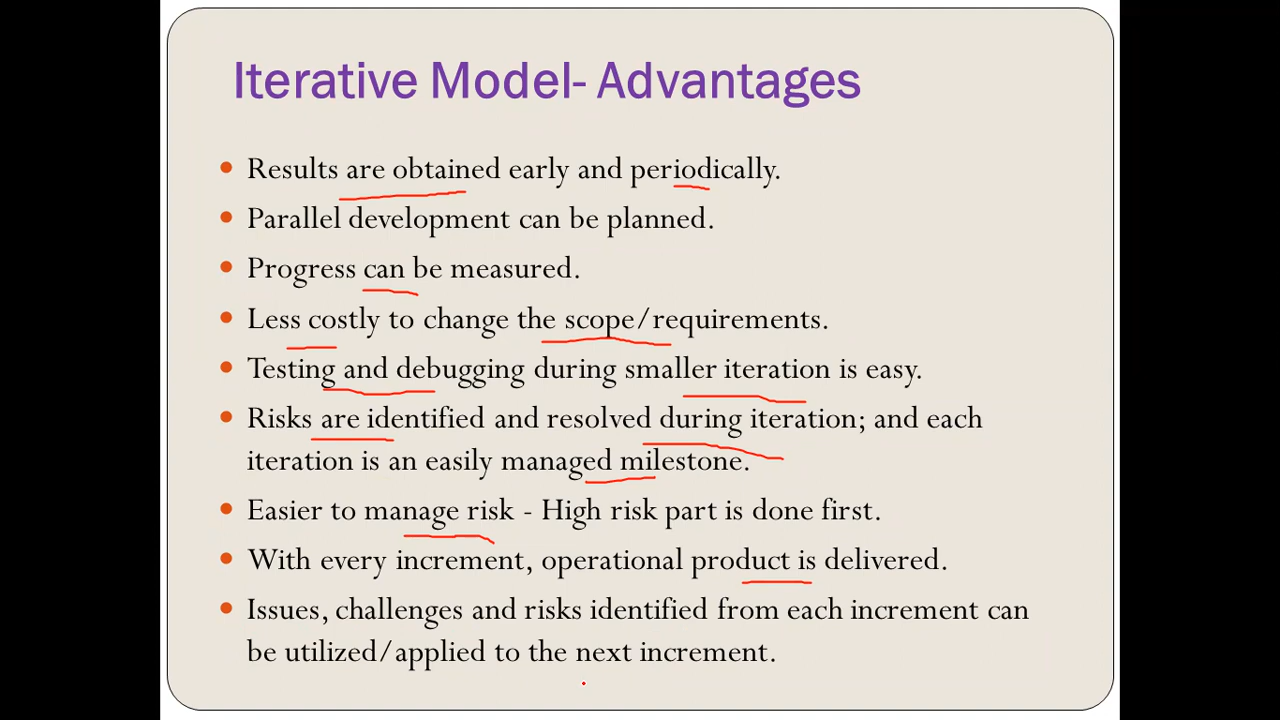 Iterative Model- Advantages
• Results are obtained early and periodically.
• Parallel development can be planned.
• Progress can be measured.
• Less costly to change the scope/requirements.
• Testing and debugging during smaller iteration is easy.
• Risks are identified and resolved during iteration; and each
iteration is an easily managed milestone.
• Easier to manage risk - High risk part is done first.
• With every increment, operational product is delivered.
• Issues, challenges and risks identified from each increment can
be utilized/applied to the next increment.